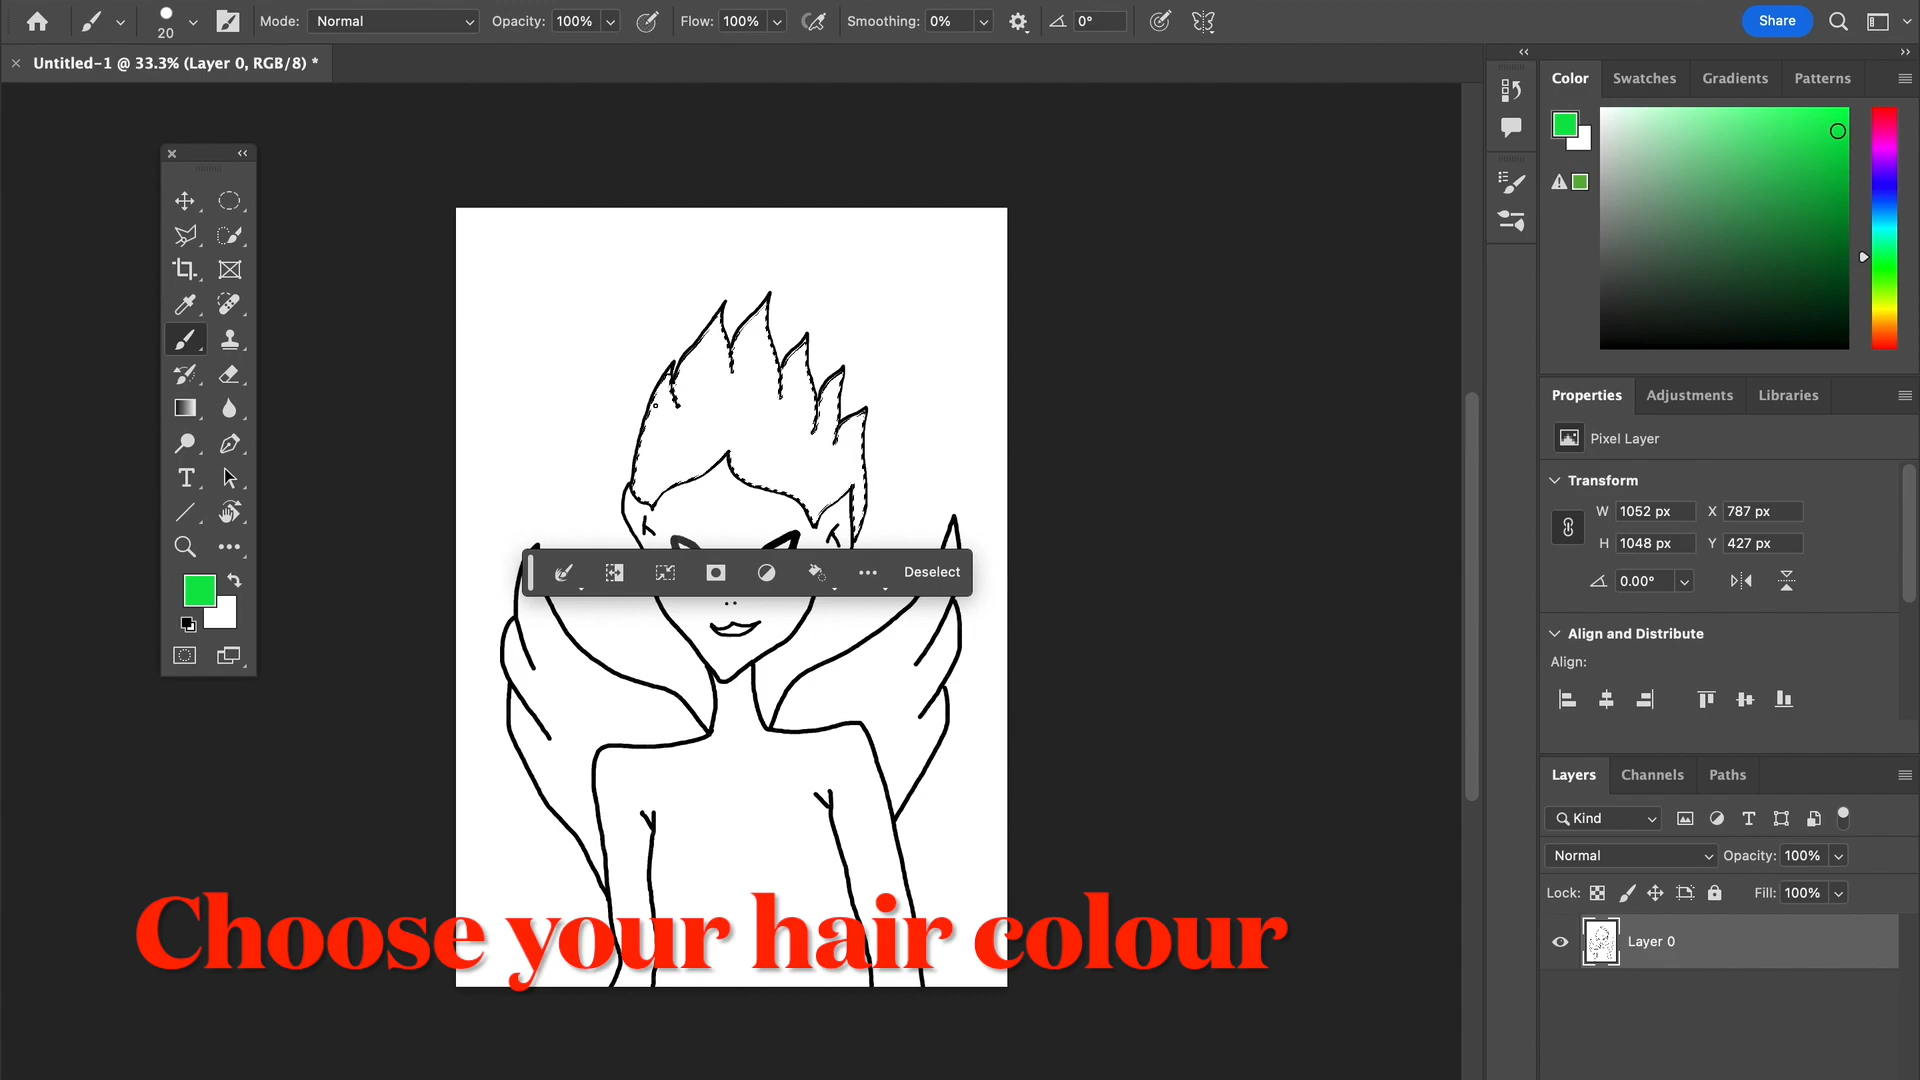 20
Mode: Normal Opacity: 100% Flow: 100% Smoothing: 0% 0° Share
Untitled-1 @ 33.3% (Layer 0, RGB/8) *
Color Swatches Gradients Patterns
Properties Adjustments Libraries
Pixel Layer
Transform
W 1052 px X 787 px
H 1048 px Y 427 px
0.00°
Deselect
Align and Distribute
Align:
Layers Channels Paths
Kind
Normal Opacity: 100%
Lock: Fill: 100%
Layer 0
Choose your hair colour